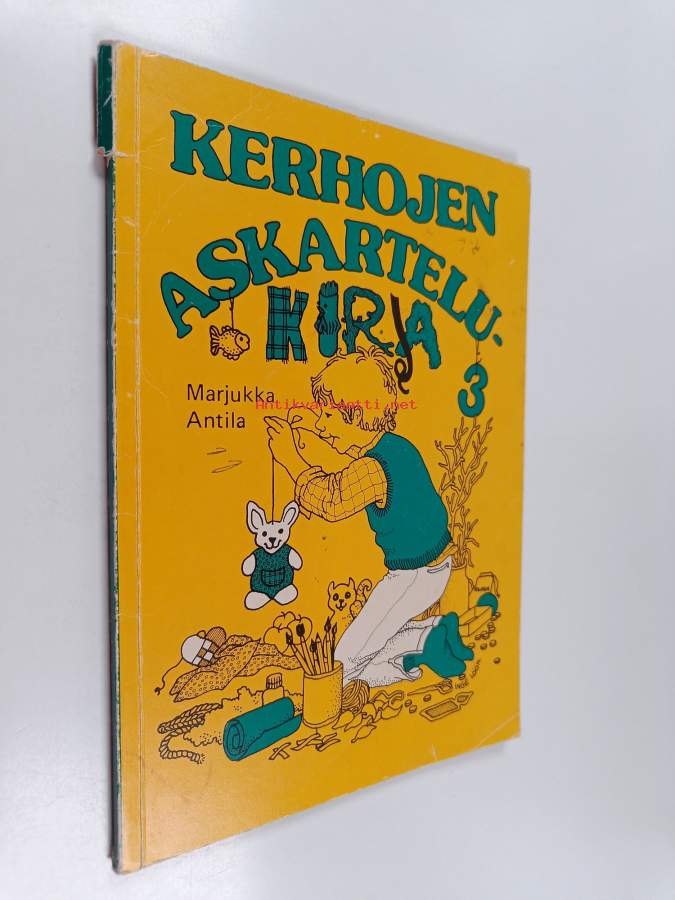 KERHOJEN
ASKARTELU-
KIRJA
3
Marjukka
Antila
Antikvariaatti.net